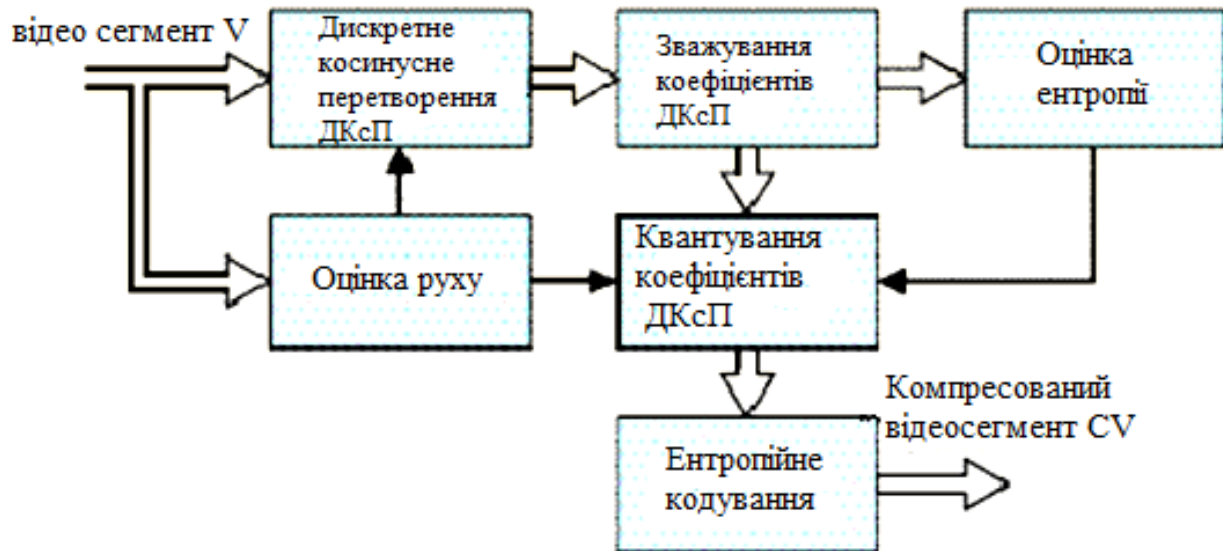 відео сегмент V
Дискретне
косинусне
перетворення
ДКсП
Зважування
коефіцієнтів
ДКсП
Оцінка
ентропії
Оцінка руху
Квантування
коефіцієнтів
ДКсП
Компресований
відеосегмент CV
Ентропійне
кодування